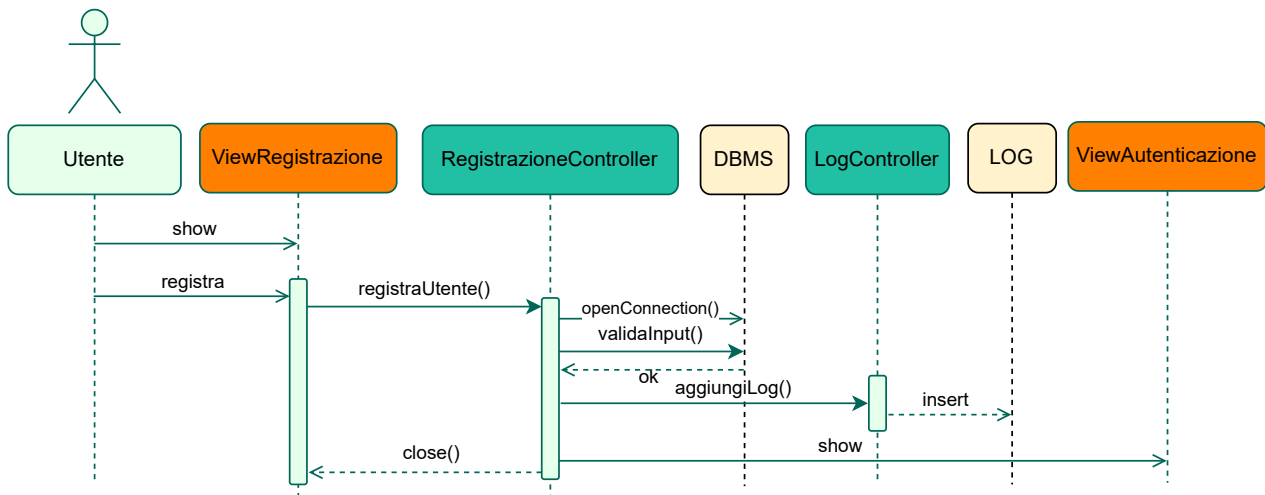 Utente
ViewRegistrazione
RegistrazioneController
DBMS
LogController
LOG
ViewAutenticazione
show
registra
registraUtente()
openConnection()
validaInput()
ok
aggiungiLog()
insert
show
close()